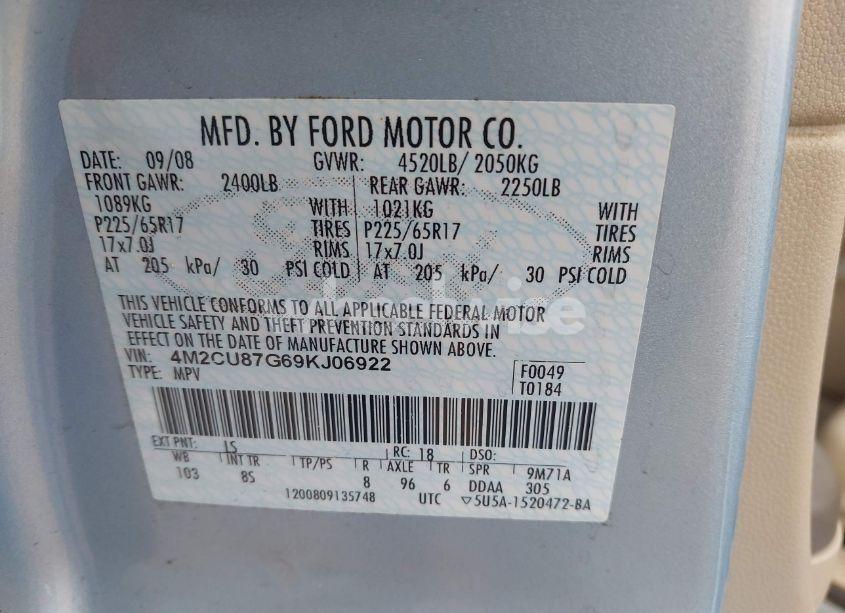 MFD. BY FORD MOTOR CO.
DATE: 09/08 GVWR: 4520LB/ 2050KG
FRONT GAWR: 2400LB REAR GAWR: 2250LB
1089KG WITH 1021KG WITH
P225/65R17 TIRES P225/65R17 TIRES
17x7.0J RIMS 17x7.0J RIMS
AT 205 kPa/ 30 PSI COLD AT 205 kPa/ 30 PSI COLD
THIS VEHICLE CONFORMS TO ALL APPLICABLE FEDERAL MOTOR
VEHICLE SAFETY AND THEFT PREVENTION STANDARDS IN
EFFECT ON THE DATE OF MANUFACTURE SHOWN ABOVE.
VIN: 4M2CU87G69KJ06922 F0049
TYPE: MPV T0184
EXT PNT: LS RC: 18 DSO:
WB INT TR TP/PS R AXLE TR SPR 9M71A
103 8S 8 96 6 DDAA 305
1200809135748 UTC ▽5U5A-1520472-BA